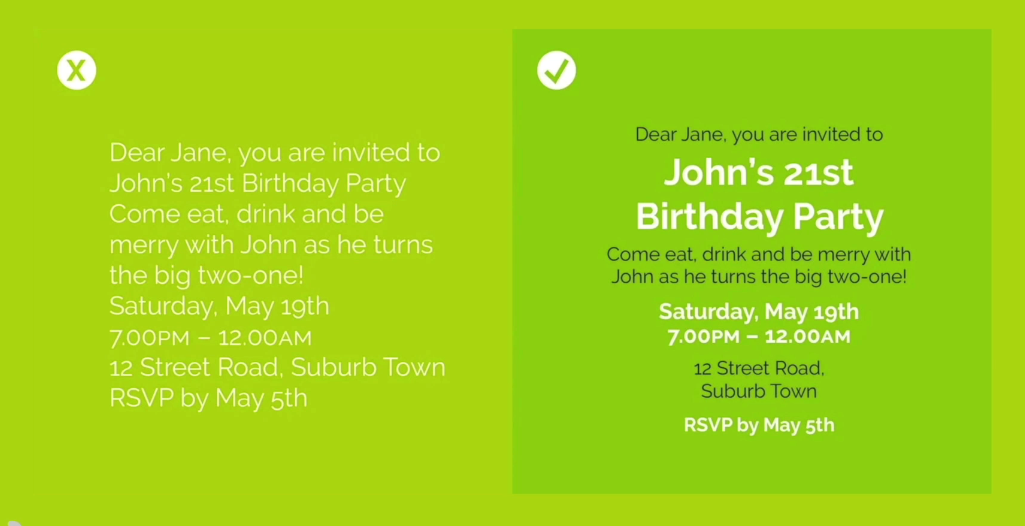 X
Dear Jane, you are invited to
John's 21st Birthday Party
Come eat, drink and be
merry with John as he turns
the big two-one!
Saturday, May 19th
7.00PM – 12.00AM
12 Street Road, Suburb Town
RSVP by May 5th
Dear Jane, you are invited to
John's 21st
Birthday Party
Come eat, drink and be merry with
John as he turns the big two-one!
Saturday, May 19th
7.00PM – 12.00AM
12 Street Road,
Suburb Town
RSVP by May 5th